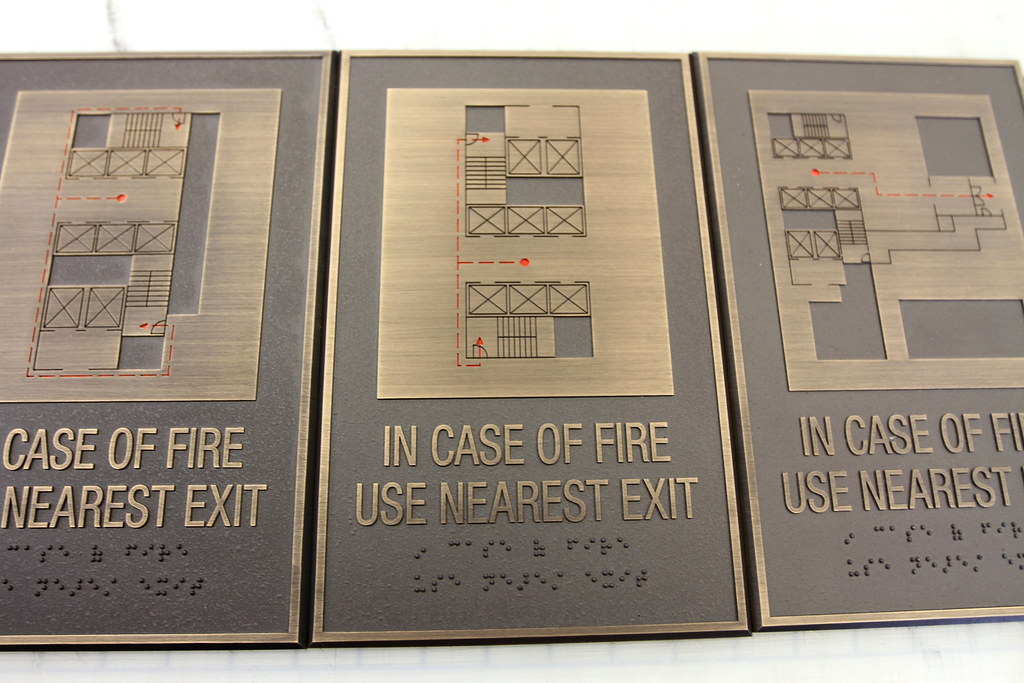 CASE OF FIRE
NEAREST EXIT
IN CASE OF FIRE
USE NEAREST EXIT
IN CASE OF FI
USE NEAREST